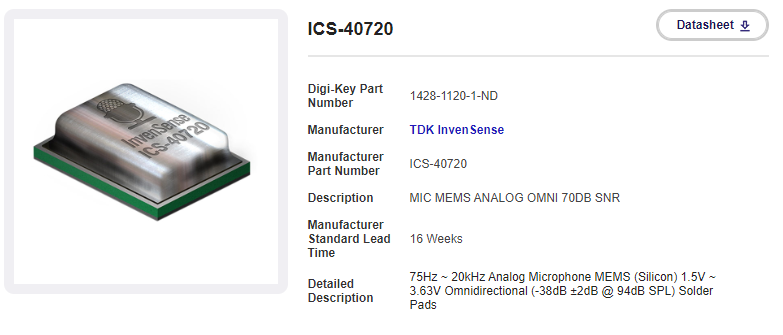 InvenSense
ICS-40720
ICS-40720
Datasheet
Digi-Key Part
Number
1428-1120-1-ND
Manufacturer
TDK InvenSense
Manufacturer
Part Number
ICS-40720
Description
MIC MEMS ANALOG OMNI 70DB SNR
Manufacturer
Standard Lead
Time
16 Weeks
Detailed
Description
75Hz ~ 20kHz Analog Microphone MEMS (Silicon) 1.5V ~
3.63V Omnidirectional (-38dB ±2dB @ 94dB SPL) Solder
Pads